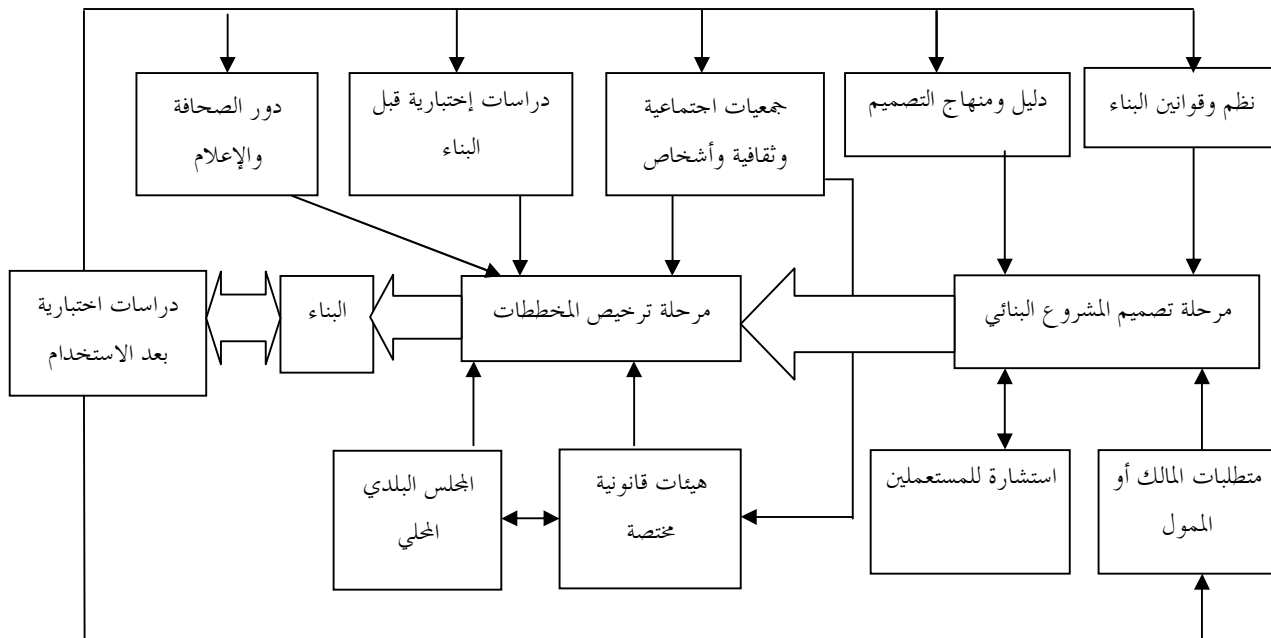 نظم وقوانين البناء
دليل ومنهاج التصميم
جمعيات اجتماعية
وثقافية وأشخاص
دراسات إختبارية قبل
البناء
دور الصحافة
والإعلام
مرحلة تصميم المشروع البنائي
مرحلة ترخيص المخططات
البناء
دراسات اختبارية
بعد الاستخدام
متطلبات المالك أو
الممول
استشارة للمستعملين
هيئات قانونية
مختصة
المجلس البلدي
المحلي